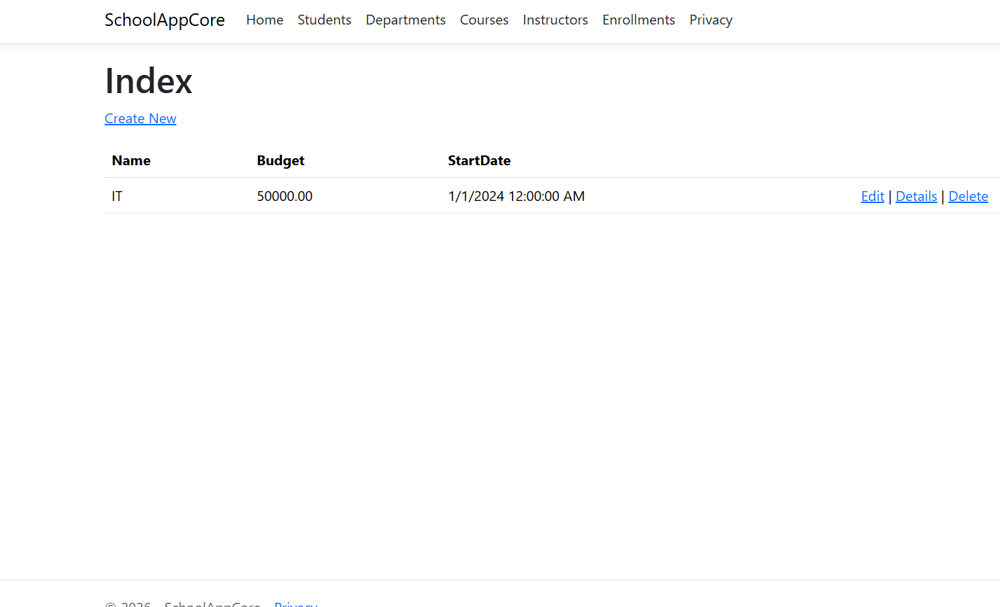 SchoolAppCore Home Students Departments Courses Instructors Enrollments Privacy
Index
Create New
Name Budget StartDate
IT 50000.00 1/1/2024 12:00:00 AM Edit | Details | Delete
© 2026 - SchoolAppCore - Privacy